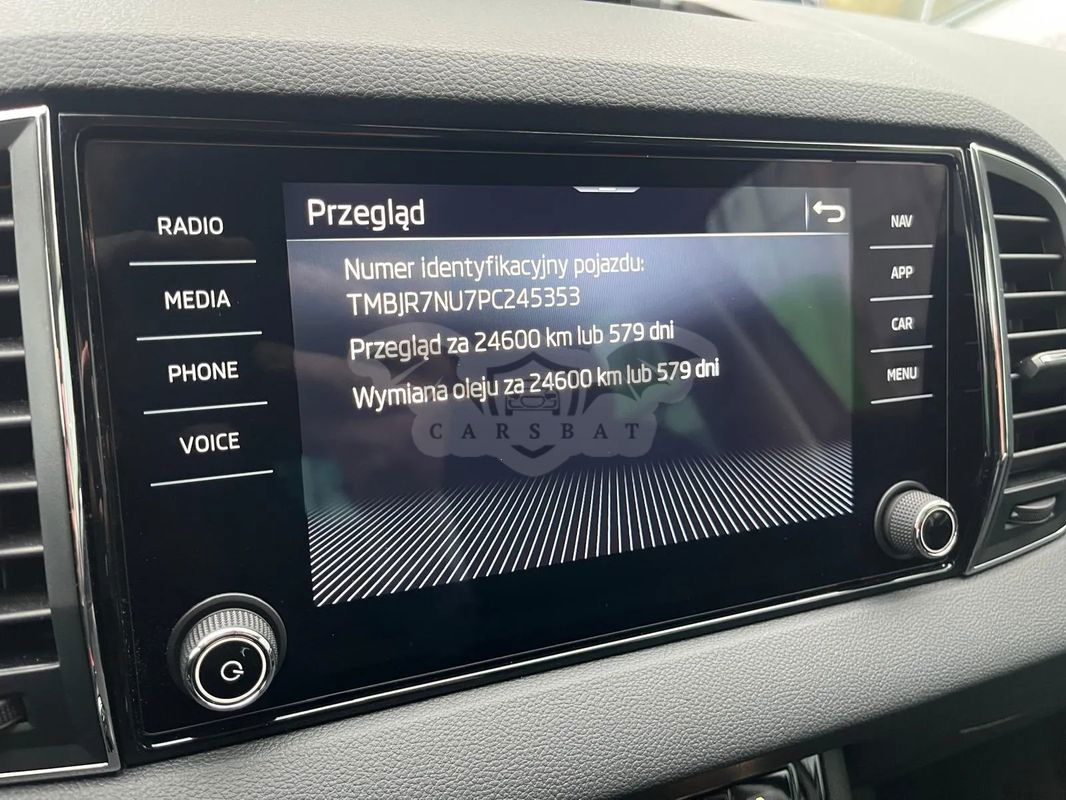 RADIO
MEDIA
PHONE
VOICE
Przegląd
Numer identyfikacyjny pojazdu:
TMBJR7NU7PC245353
Przegląd za 24600 km lub 579 dni
Wymiana oleju za 24600 km lub 579 dni
CARSBAT
NAV
APP
CAR
MENU